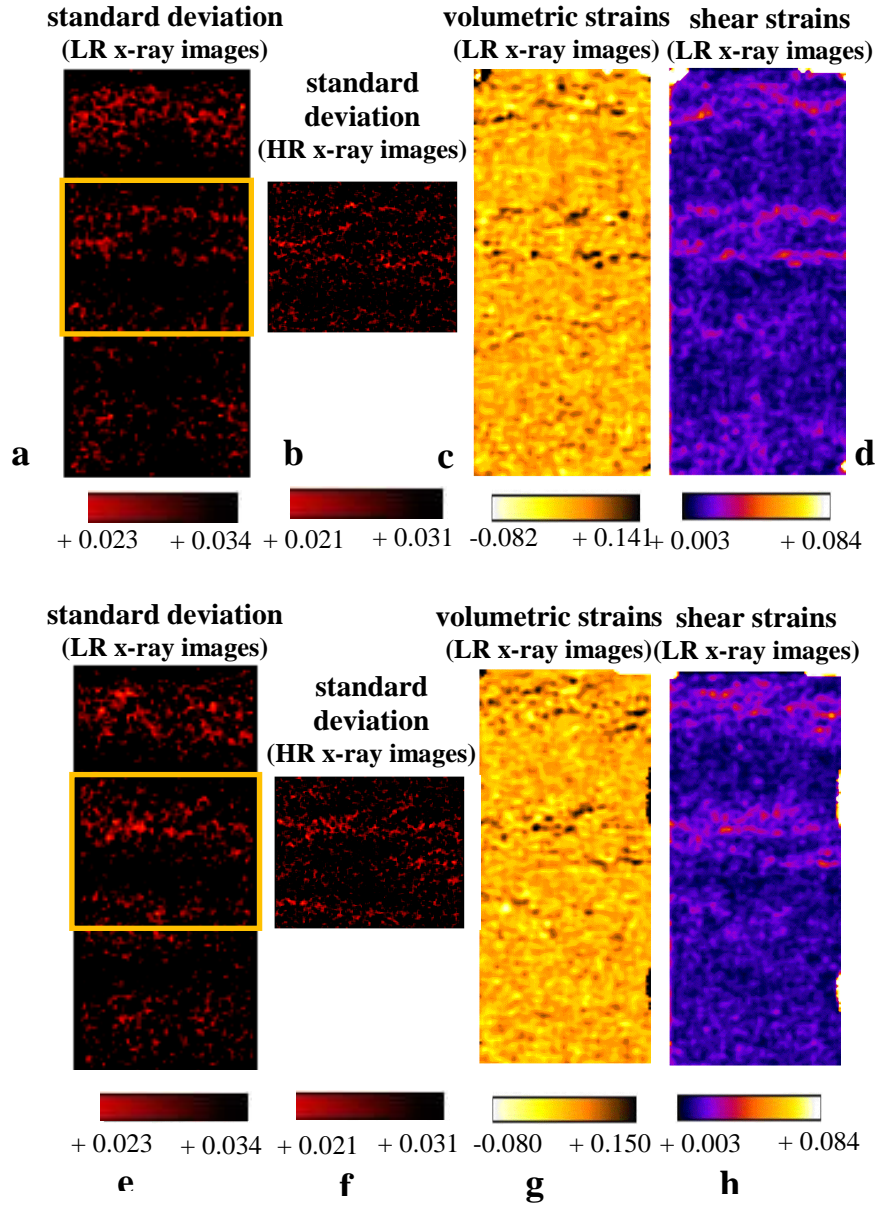 standard deviation
(LR x-ray images)
standard
deviation
(HR x-ray images)
volumetric strains
(LR x-ray images)
shear strains
(LR x-ray images)
a
b
c
d
+ 0.023
+ 0.034
+ 0.021
+ 0.031
-0.082
+ 0.141
+ 0.003
+ 0.084
standard deviation
(LR x-ray images)
standard
deviation
(HR x-ray images)
volumetric strains
(LR x-ray images)
shear strains
(LR x-ray images)
+ 0.023
+ 0.034
+ 0.021
+ 0.031
-0.080
+ 0.150
+ 0.003
+ 0.084
e
f
g
h